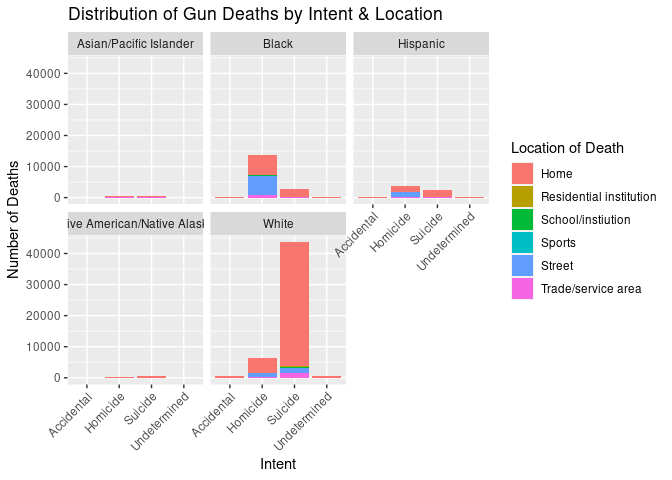 Distribution of Gun Deaths by Intent & Location
Asian/Pacific Islander
Black
Hispanic
40000
30000
20000
10000
0
Accidental
Homicide
Suicide
Undetermined
ive American/Native Alask
White
40000
30000
20000
10000
0
Accidental
Homicide
Suicide
Undetermined
Accidental
Homicide
Suicide
Undetermined
Number of Deaths
Intent
Location of Death
Home
Residential institution
School/instiution
Sports
Street
Trade/service area